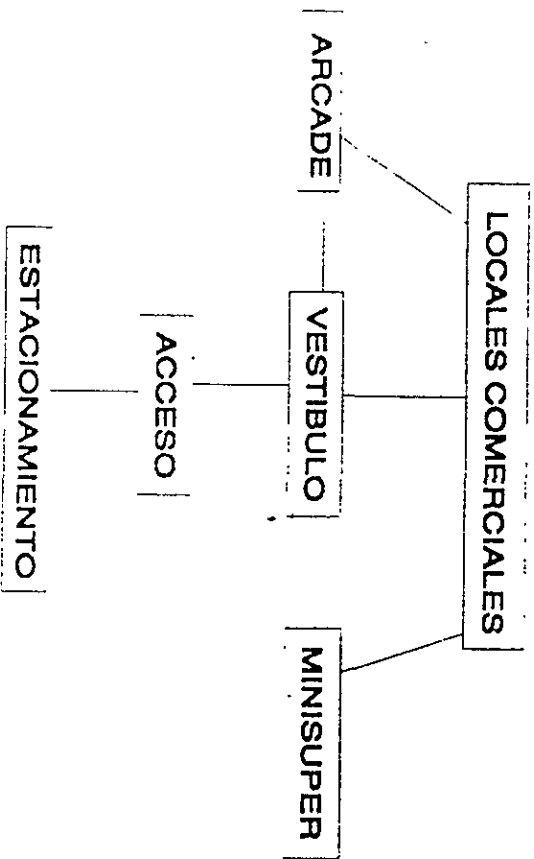 LOCALES COMERCIALES
ARCADE
VESTIBULO
MINISUPER
ACCESO
ESTACIONAMIENTO